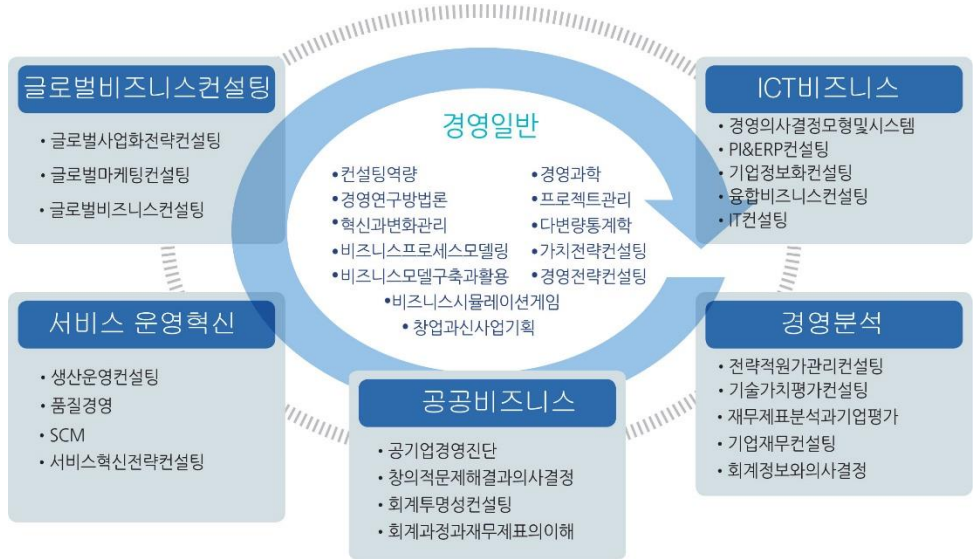 글로벌비즈니스컨설팅
• 글로벌사업화전략컨설팅
• 글로벌마케팅컨설팅
• 글로벌비즈니스컨설팅
경영일반
•컨설팅역량
•경영연구방법론
•혁신과변화관리
•비즈니스프로세스모델링
•비즈니스모델구축과활용
•경영과학
•프로젝트관리
•다변량통계학
•가치전략컨설팅
•경영전략컨설팅
•비즈니스시뮬레이션게임
•창업과신사업기획
ICT비즈니스
•경영의사결정모형및시스템
•PI&ERP컨설팅
•기업정보화컨설팅
•융합비즈니스컨설팅
•IT컨설팅
서비스 운영혁신
• 생산운영컨설팅
• 품질경영
• SCM
• 서비스혁신전략컨설팅
공공비즈니스
• 공기업경영진단
• 창의적문제해결과의사결정
• 회계투명성컨설팅
• 회계과정과재무제표의이해
경영분석
• 전략적원가관리컨설팅
• 기술가치평가컨설팅
• 재무제표분석과기업평가
• 기업재무컨설팅
• 회계정보와의사결정